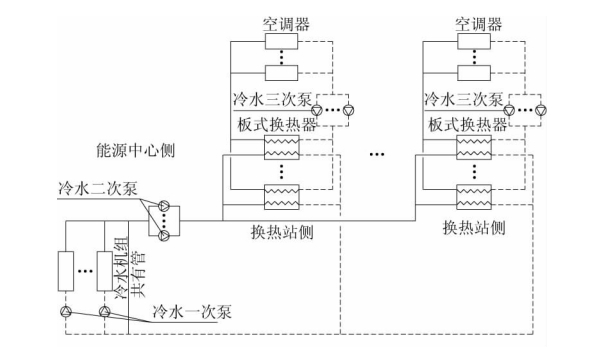 空调器
空调器
冷水三次泵
冷水三次泵
板式换热器
板式换热器
能源中心侧
冷水二次泵
换热站侧
换热站侧
冷水机组
共有管
冷水一次泵